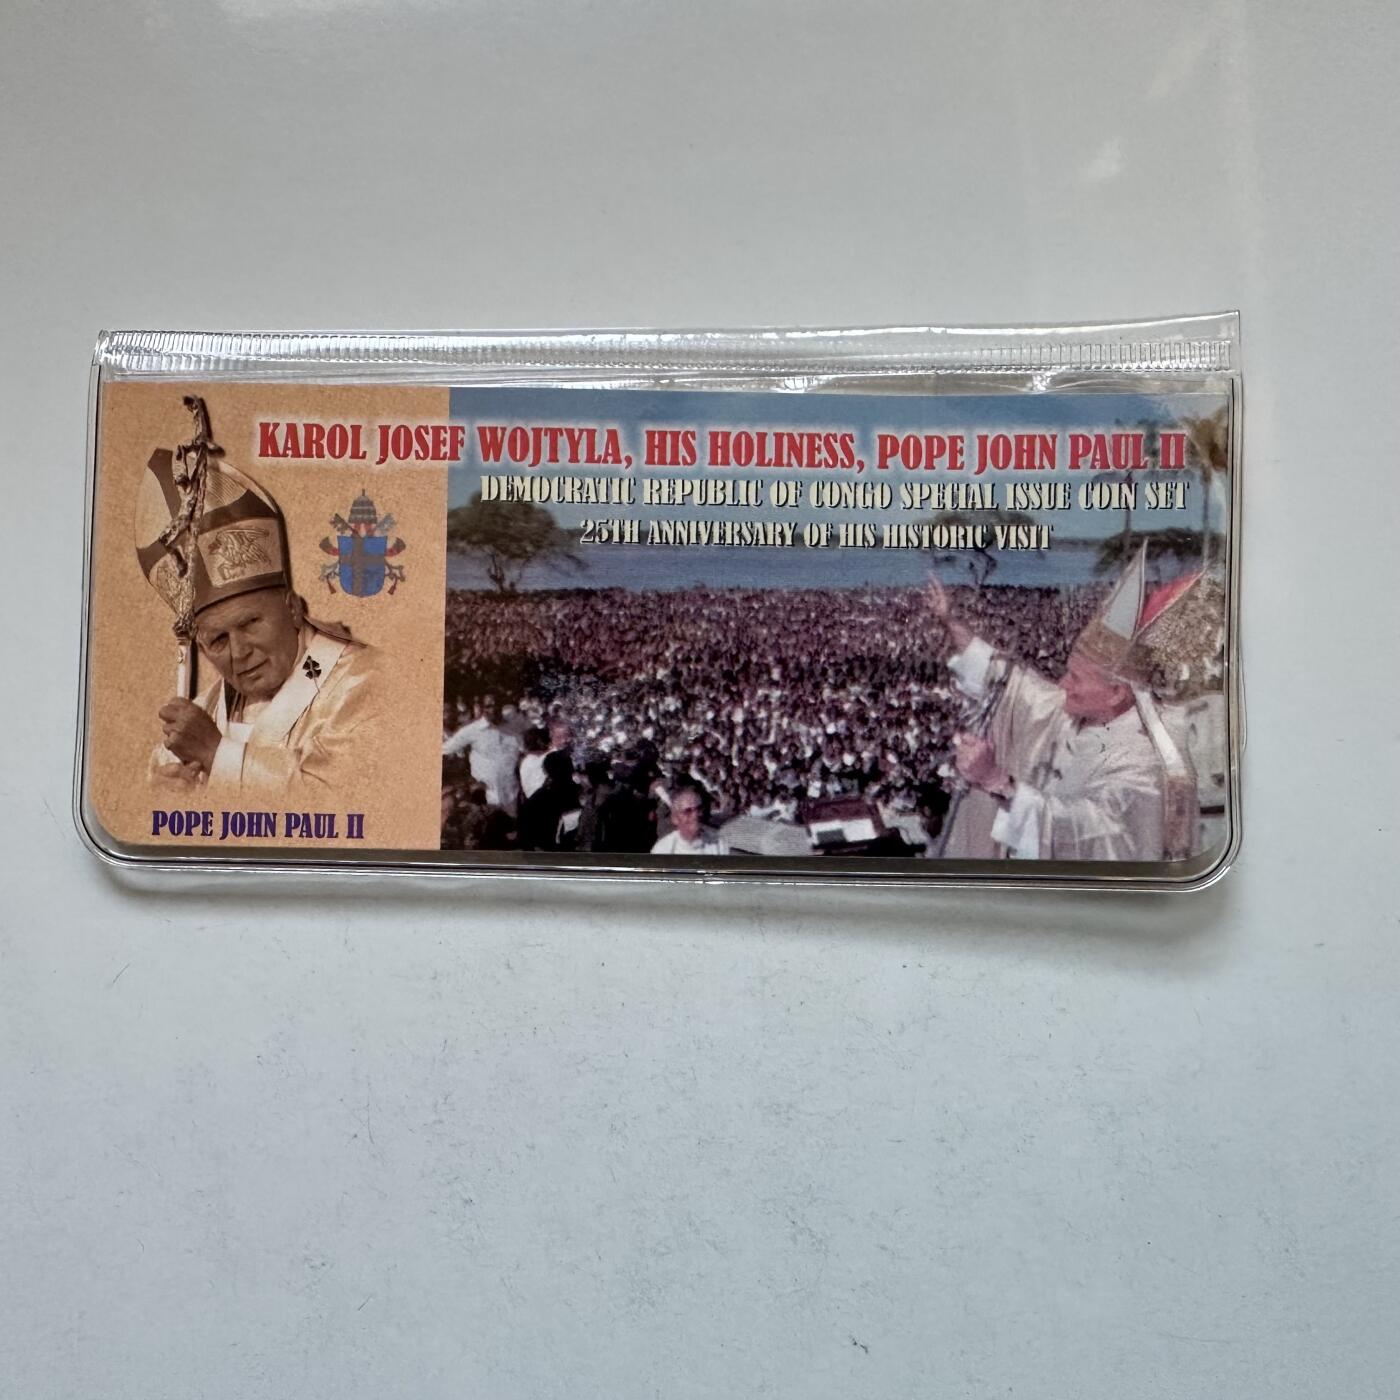 KAROL JOSEF WOJTYLA, HIS HOLINESS, POPE JOHN PAUL II
DEMOCRATIC REPUBLIC OF CONGO SPECIAL ISSUE COIN SET
25TH ANNIVERSARY OF HIS HISTORIC VISIT
POPE JOHN PAUL II